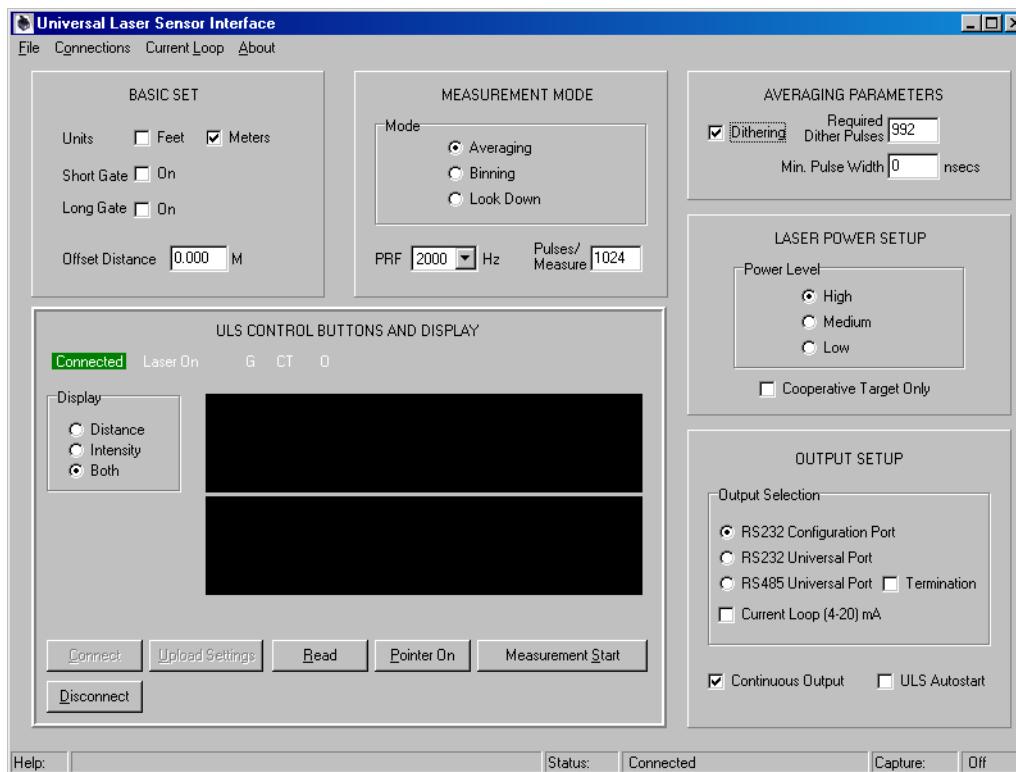 Universal Laser Sensor Interface
File Connections Current Loop About
BASIC SET
Units Feet Meters
Short Gate On
Long Gate On
Offset Distance 0.000 M
MEASUREMENT MODE
Mode
Averaging
Binning
Look Down
PRF 2000 Hz
Pulses/
Measure 1024
AVERAGING PARAMETERS
Dithering
Required
Dither Pulses 992
Min. Pulse Width 0 nsecs
LASER POWER SETUP
Power Level
High
Medium
Low
Cooperative Target Only
ULS CONTROL BUTTONS AND DISPLAY
Connected Laser On G CT O
Display
Distance
Intensity
Both
Connect Upload Settings Read Pointer On Measurement Start
Disconnect
OUTPUT SETUP
Output Selection
RS232 Configuration Port
RS232 Universal Port
RS485 Universal Port Termination
Current Loop (4-20) mA
Continuous Output ULS Autostart
Help: Status: Connected Capture: Off